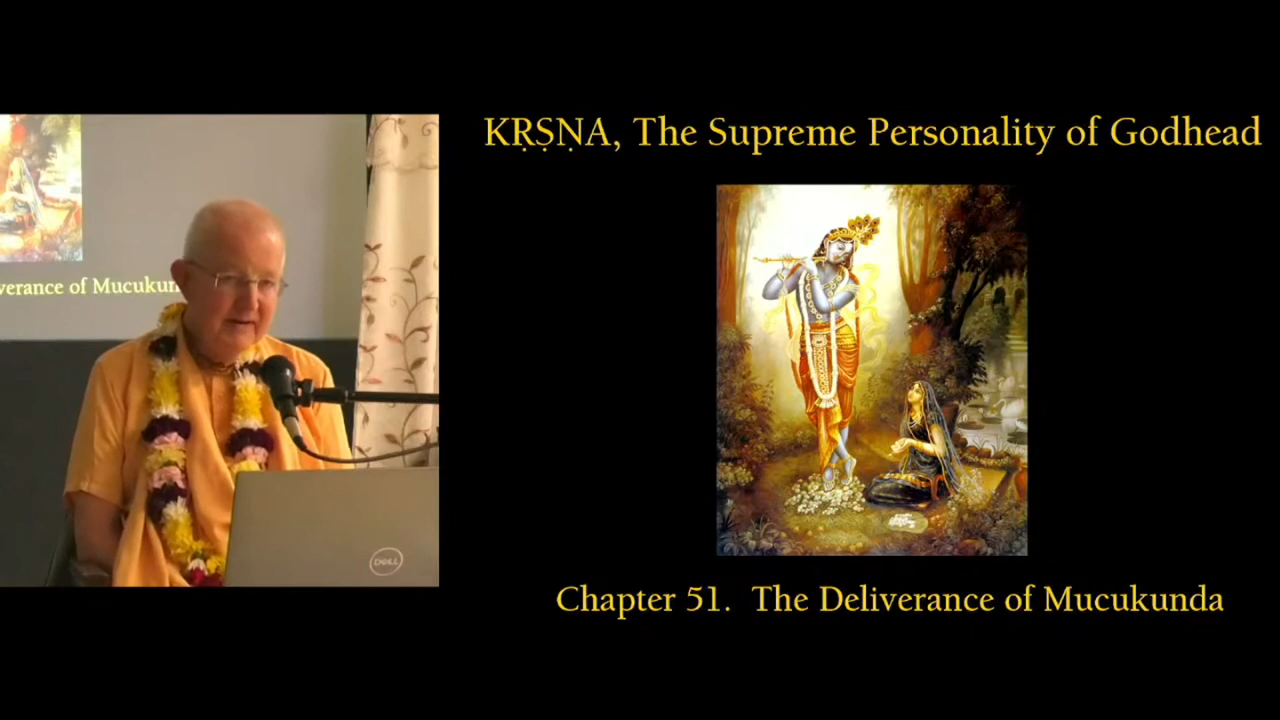 KṚṢṆA, The Supreme Personality of Godhead
verance of Mucukun
DELL
Chapter 51. The Deliverance of Mucukunda